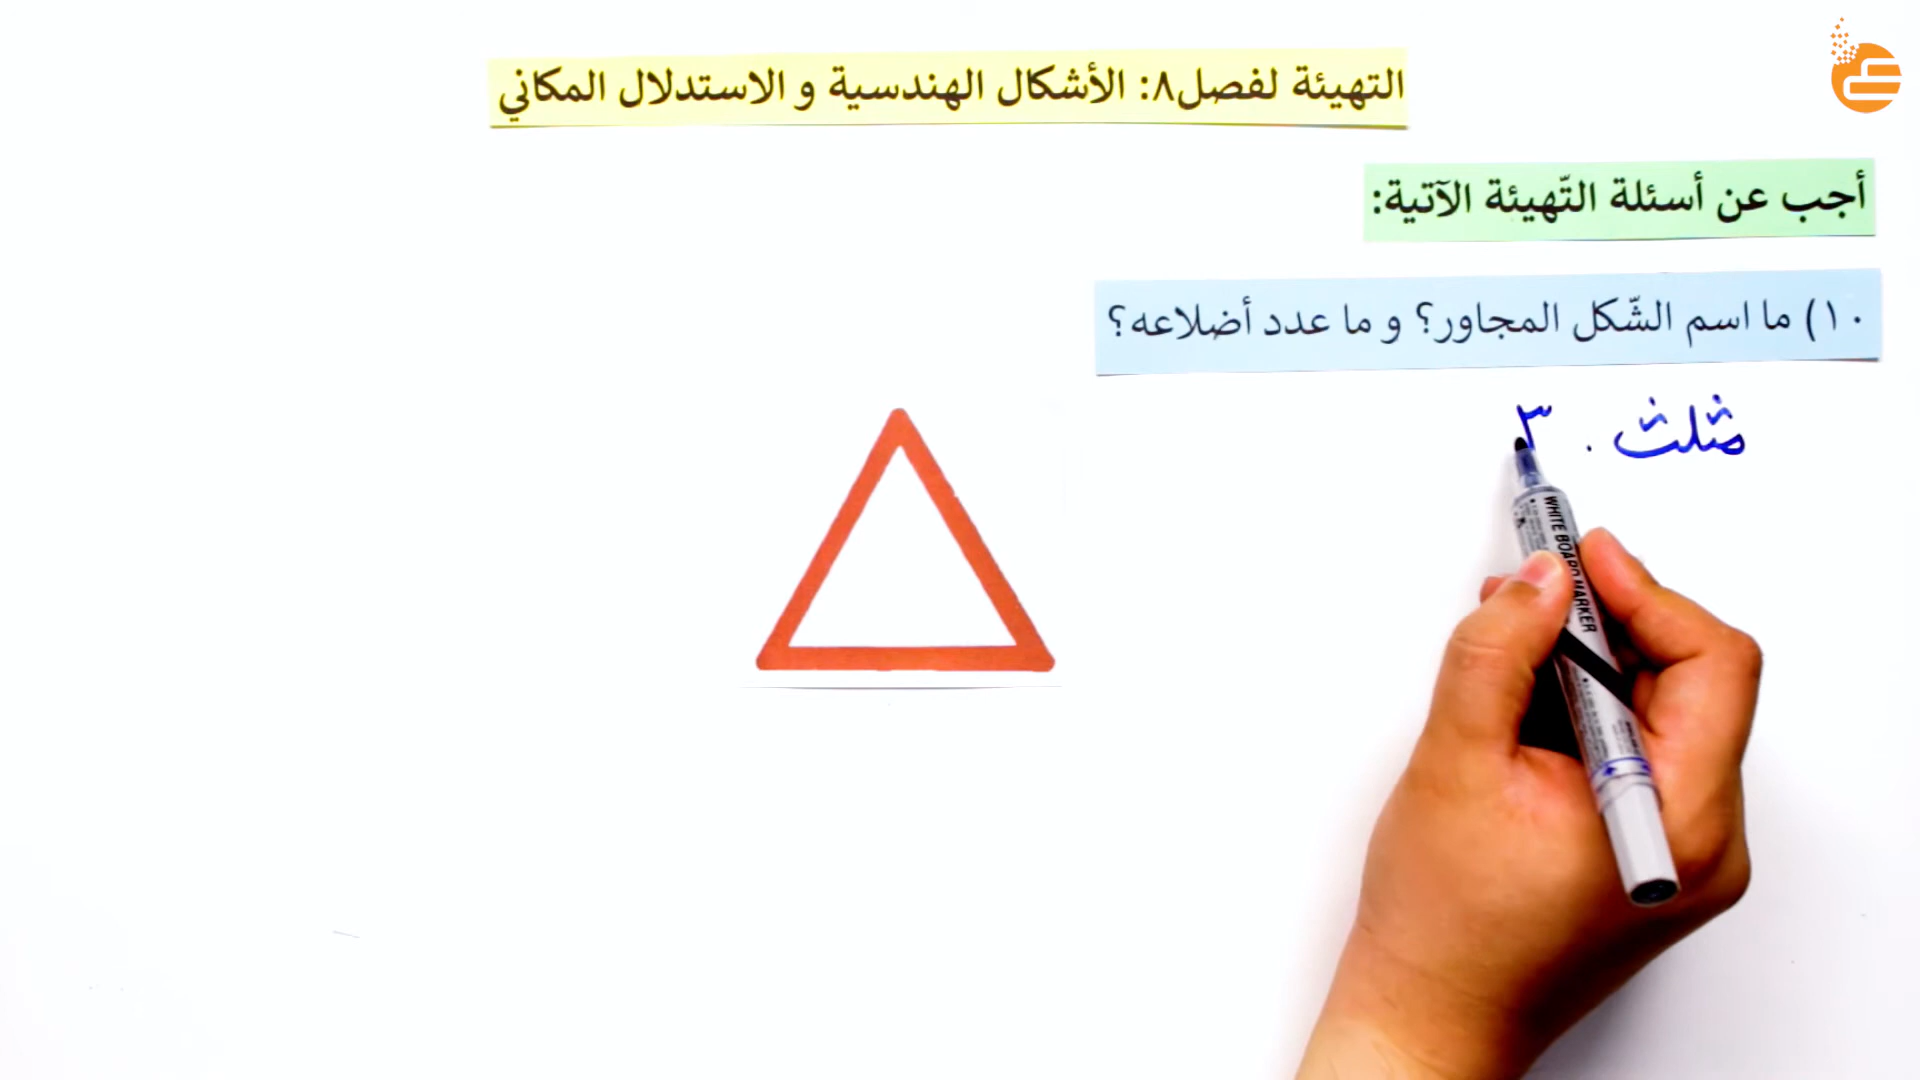 التهيئة لفصل٨: الأشكال الهندسية و الاستدلال المكاني
أجب عن أسئلة التّهيئة الآتية:
١٠) ما اسم الشّكل المجاور؟ و ما عدد أضلاعه؟
مثلث . ٣
WHITE BOARD MARKER